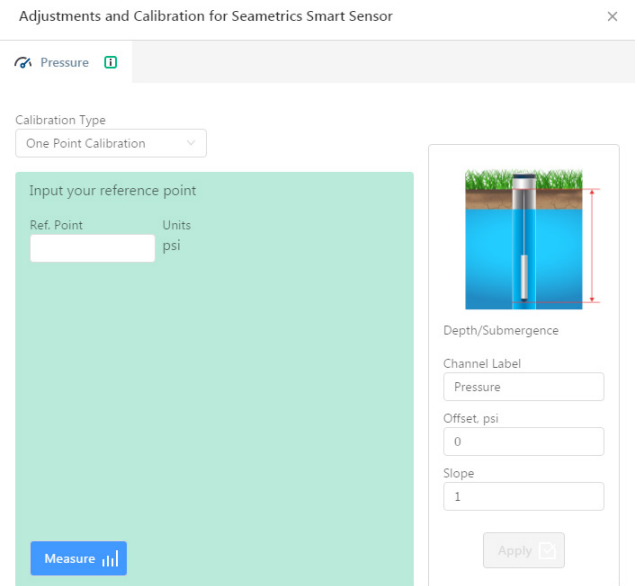 Adjustments and Calibration for Seametrics Smart Sensor
Pressure
Calibration Type
One Point Calibration
Input your reference point
Ref. Point Units
psi
Measure
Depth/Submergence
Channel Label
Pressure
Offset, psi
0
Slope
1
Apply